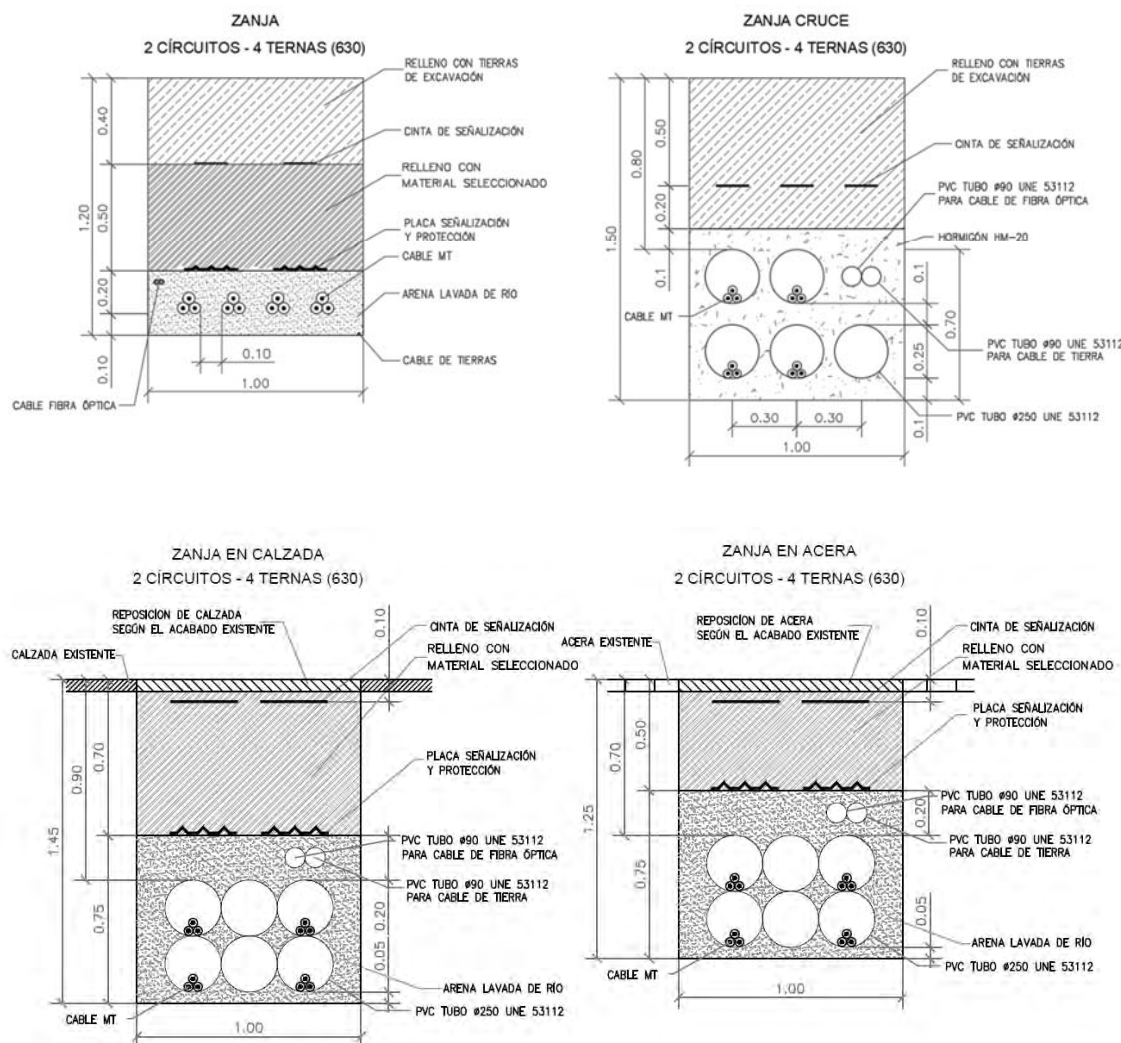 ZANJA
2 CÍRCUITOS - 4 TERNAS (630)
RELLENO CON TIERRAS
DE EXCAVACIÓN
CINTA DE SEÑALIZACIÓN
RELLENO CON
MATERIAL SELECCIONADO
PLACA SEÑALIZACIÓN
Y PROTECCIÓN
CABLE MT
ARENA LAVADA DE RÍO
CABLE DE TIERRAS
CABLE FIBRA ÓPTICA
0.40
0.50
1.20
0.20
0.10
0.10
1.00
ZANJA CRUCE
2 CÍRCUITOS - 4 TERNAS (630)
RELLENO CON TIERRAS
DE EXCAVACIÓN
CINTA DE SEÑALIZACIÓN
PVC TUBO ø90 UNE 53112
PARA CABLE DE FIBRA ÓPTICA
HORMIGÓN HM-20
CABLE MT
PVC TUBO ø90 UNE 53112
PARA CABLE DE TIERRA
PVC TUBO ø250 UNE 53112
0.50
0.80
0.20
1.50
0.1
0.1
0.70
0.25
0.1
0.30
0.30
1.00
ZANJA EN CALZADA
2 CÍRCUITOS - 4 TERNAS (630)
REPOSICION DE CALZADA
SEGÚN EL ACABADO EXISTENTE
CALZADA EXISTENTE
0.10
CINTA DE SEÑALIZACIÓN
RELLENO CON
MATERIAL SELECCIONADO
PLACA SEÑALIZACIÓN
Y PROTECCIÓN
PVC TUBO ø90 UNE 53112
PARA CABLE DE FIBRA ÓPTICA
PVC TUBO ø90 UNE 53112
PARA CABLE DE TIERRA
ARENA LAVADA DE RÍO
PVC TUBO ø250 UNE 53112
CABLE MT
0.70
0.90
1.45
0.75
0.20
0.05
1.00
ZANJA EN ACERA
2 CÍRCUITOS - 4 TERNAS (630)
REPOSICION DE ACERA
SEGÚN EL ACABADO EXISTENTE
ACERA EXISTENTE
0.10
CINTA DE SEÑALIZACIÓN
RELLENO CON
MATERIAL SELECCIONADO
PLACA SEÑALIZACIÓN
Y PROTECCIÓN
PVC TUBO ø90 UNE 53112
PARA CABLE DE FIBRA ÓPTICA
PVC TUBO ø90 UNE 53112
PARA CABLE DE TIERRA
ARENA LAVADA DE RÍO
PVC TUBO ø250 UNE 53112
CABLE MT
0.50
0.70
1.25
0.75
0.20
0.05
1.00